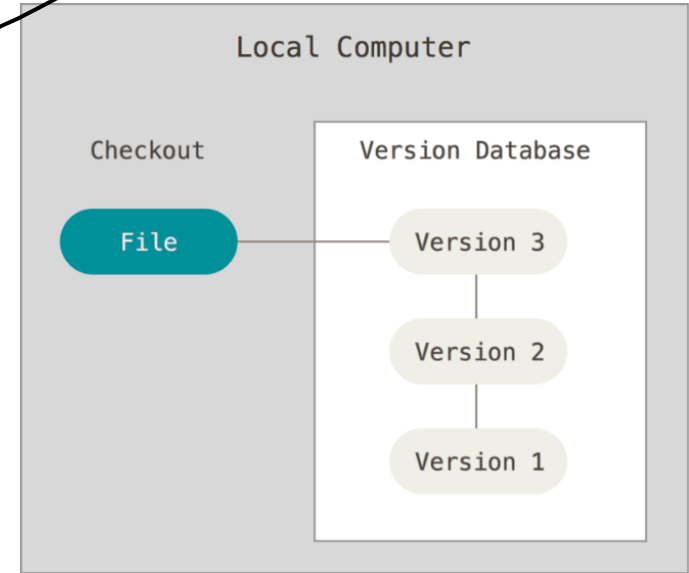 Local Computer
Checkout
Version Database
File
Version 3
Version 2
Version 1